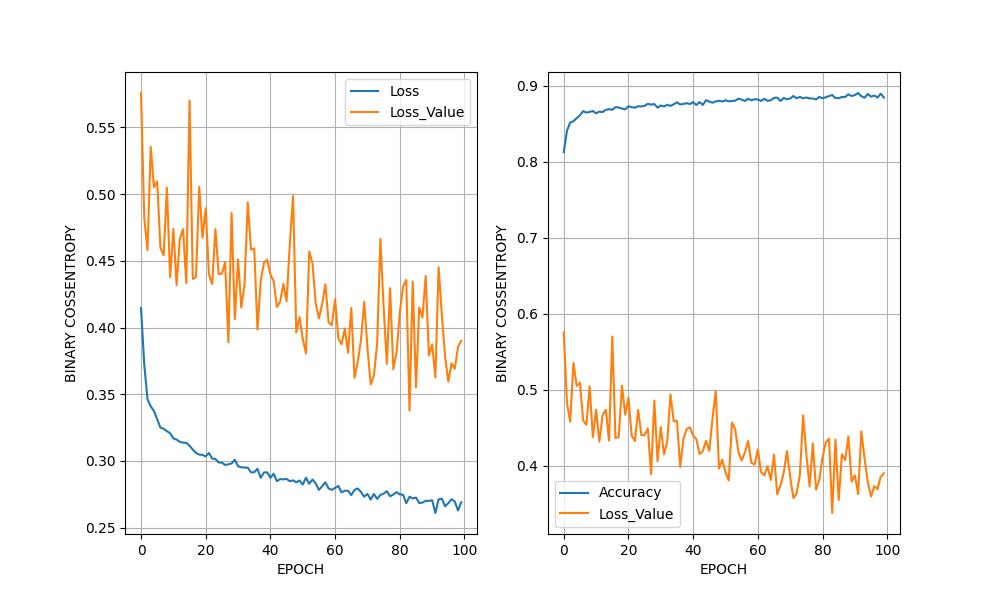 Loss
Loss_Value
0.55
0.50
0.45
0.40
0.35
0.30
0.25
0 20 40 60 80 100
EPOCH
BINARY COSSENTROPY
0.9
0.8
0.7
0.6
0.5
0.4
Accuracy
Loss_Value
0 20 40 60 80 100
EPOCH
BINARY COSSENTROPY